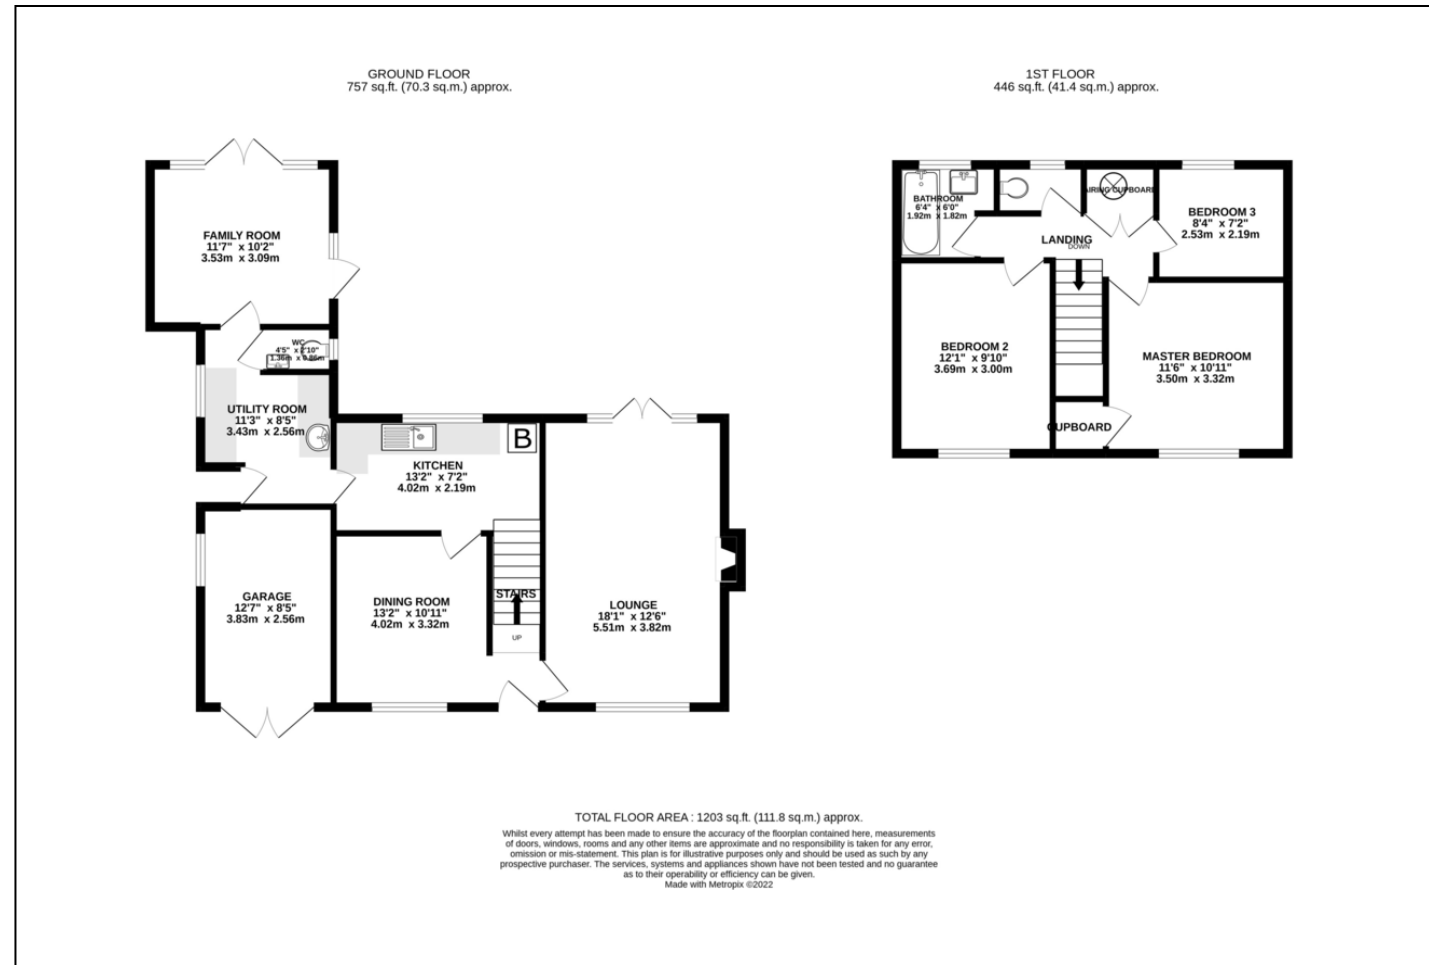 GROUND FLOOR
757 sq.ft. (70.3 sq.m.) approx.
1ST FLOOR
446 sq.ft. (41.4 sq.m.) approx.
FAMILY ROOM
11'7" x 10'2"
3.53m x 3.09m
WC
4'5" x 2'10"
1.36m x 0.86m
UTILITY ROOM
11'3" x 8'5"
3.43m x 2.56m
KITCHEN
13'2" x 7'2"
4.02m x 2.19m
B
GARAGE
12'7" x 8'5"
3.83m x 2.56m
DINING ROOM
13'2" x 10'11"
4.02m x 3.32m
STAIRS
UP
LOUNGE
18'1" x 12'6"
5.51m x 3.82m
BATHROOM
6'4" x 6'0"
1.92m x 1.82m
AIRING CUPBOARD
BEDROOM 3
8'4" x 7'2"
2.53m x 2.19m
LANDING
DOWN
BEDROOM 2
12'1" x 9'10"
3.69m x 3.00m
MASTER BEDROOM
11'6" x 10'11"
3.50m x 3.32m
CUPBOARD
TOTAL FLOOR AREA : 1203 sq.ft. (111.8 sq.m.) approx.
Whilst every attempt has been made to ensure the accuracy of the floorplan contained here, measurements
of doors, windows, rooms and any other items are approximate and no responsibility is taken for any error,
omission or mis-statement. This plan is for illustrative purposes only and should be used as such by any
prospective purchaser. The services, systems and appliances shown have not been tested and no guarantee
as to their operability or efficiency can be given.
Made with Metropix ©2022